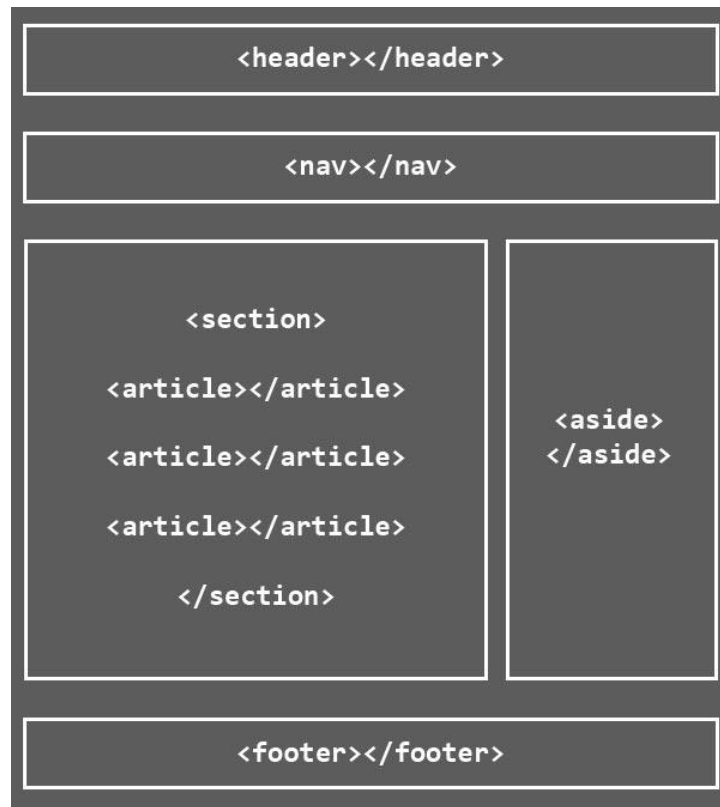 <header></header>
<nav></nav>
<section>
<article></article>
<article></article>
<article></article>
</section>
<aside>
</aside>
<footer></footer>